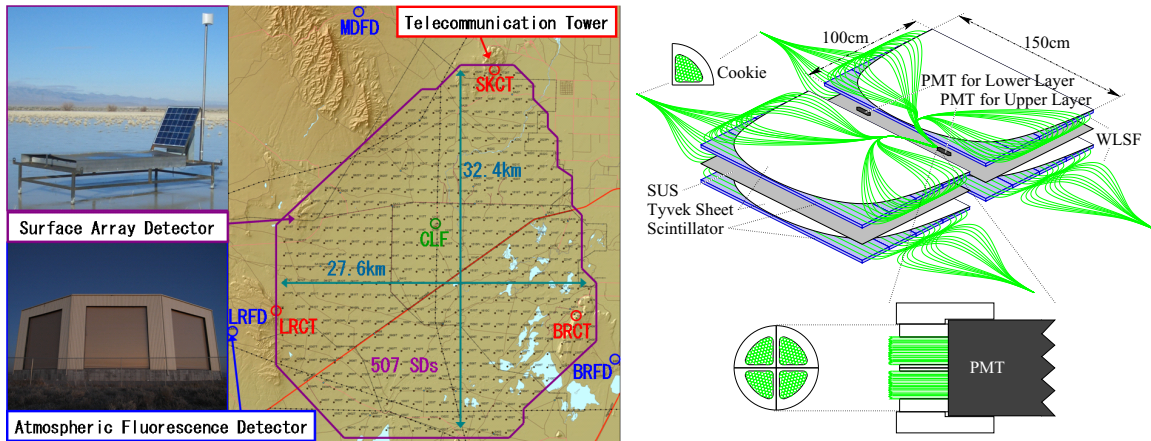 Telecommunication Tower
MDFD
SKCT
32.4km
CLF
27.6km
LRFD
LRCT
BRCT
BRFD
507 SDs
Surface Array Detector
Atmospheric Fluorescence Detector
100cm
150cm
Cookie
PMT for Lower Layer
PMT for Upper Layer
WLSF
SUS
Tyvek Sheet
Scintillator
PMT